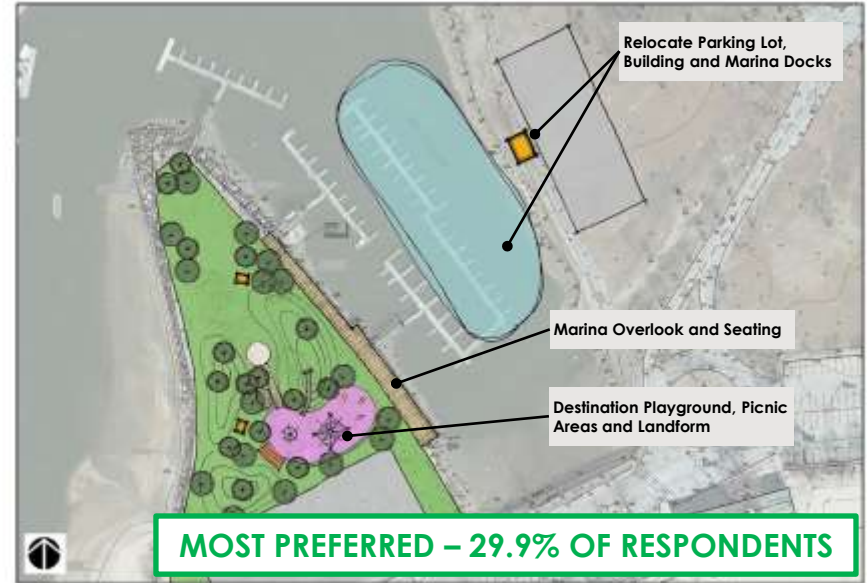 Relocate Parking Lot,
Building and Marina Docks
Marina Overlook and Seating
Destination Playground, Picnic
Areas and Landform
MOST PREFERRED – 29.9% OF RESPONDENTS